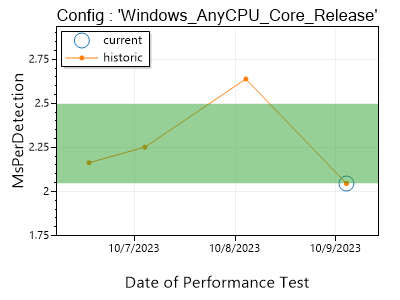 Config : 'Windows_AnyCPU_Core_Release'
current
historic
2.75
2.5
2.25
2
1.75
MsPerDetection
10/7/2023 10/8/2023 10/9/2023
Date of Performance Test